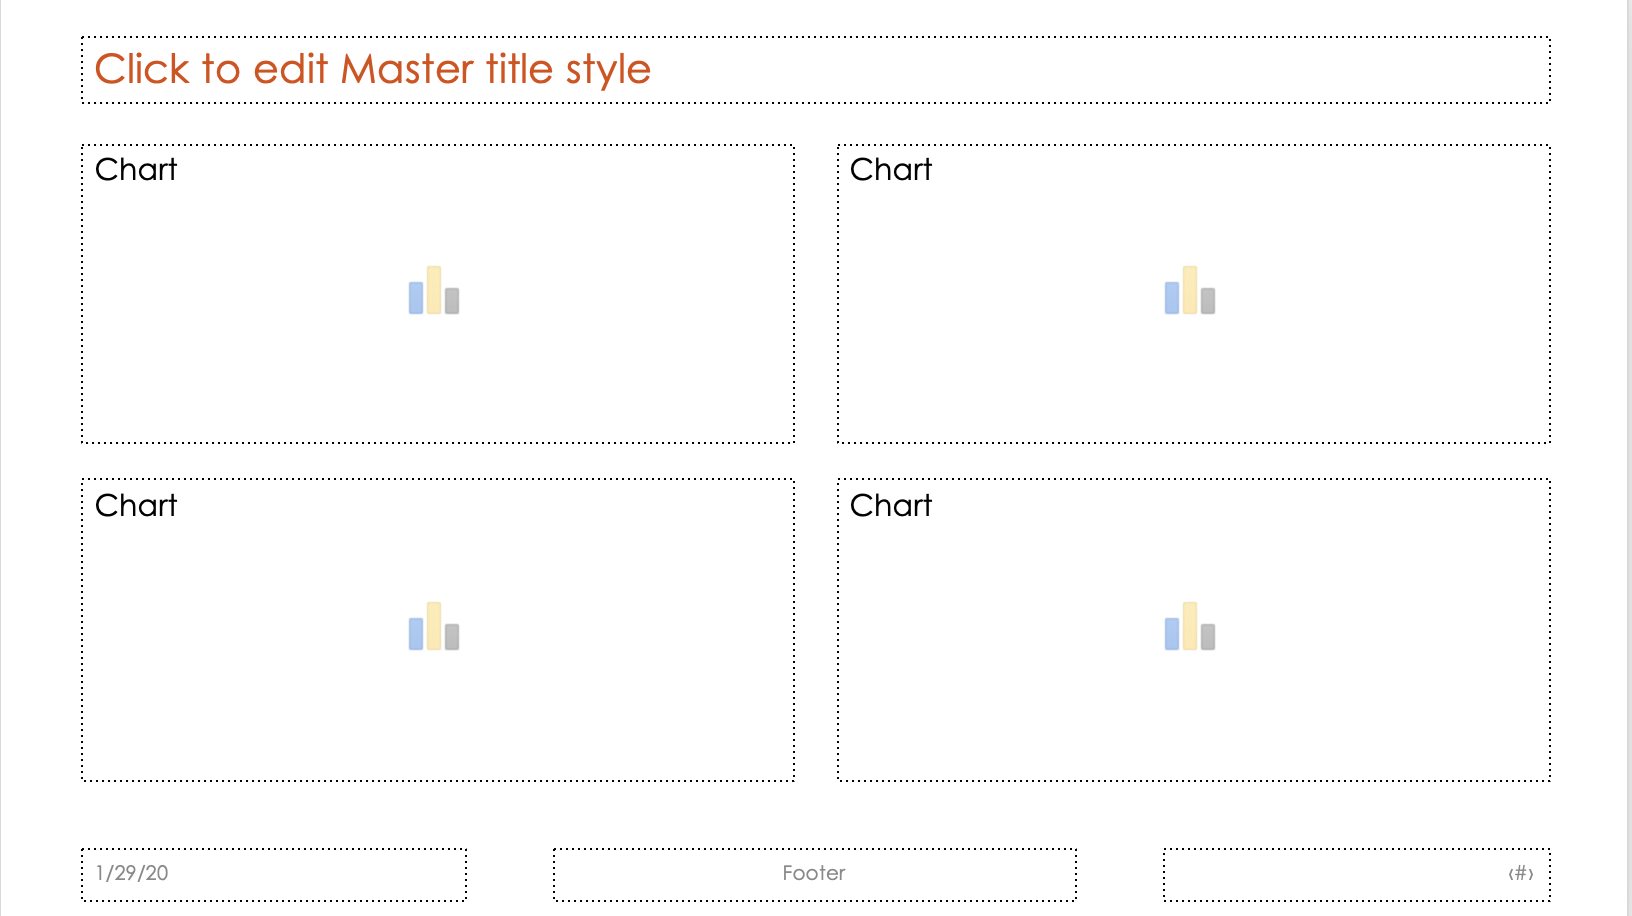 Click to edit Master title style
Chart
Chart
Chart
Chart
1/29/20
Footer
‹#›